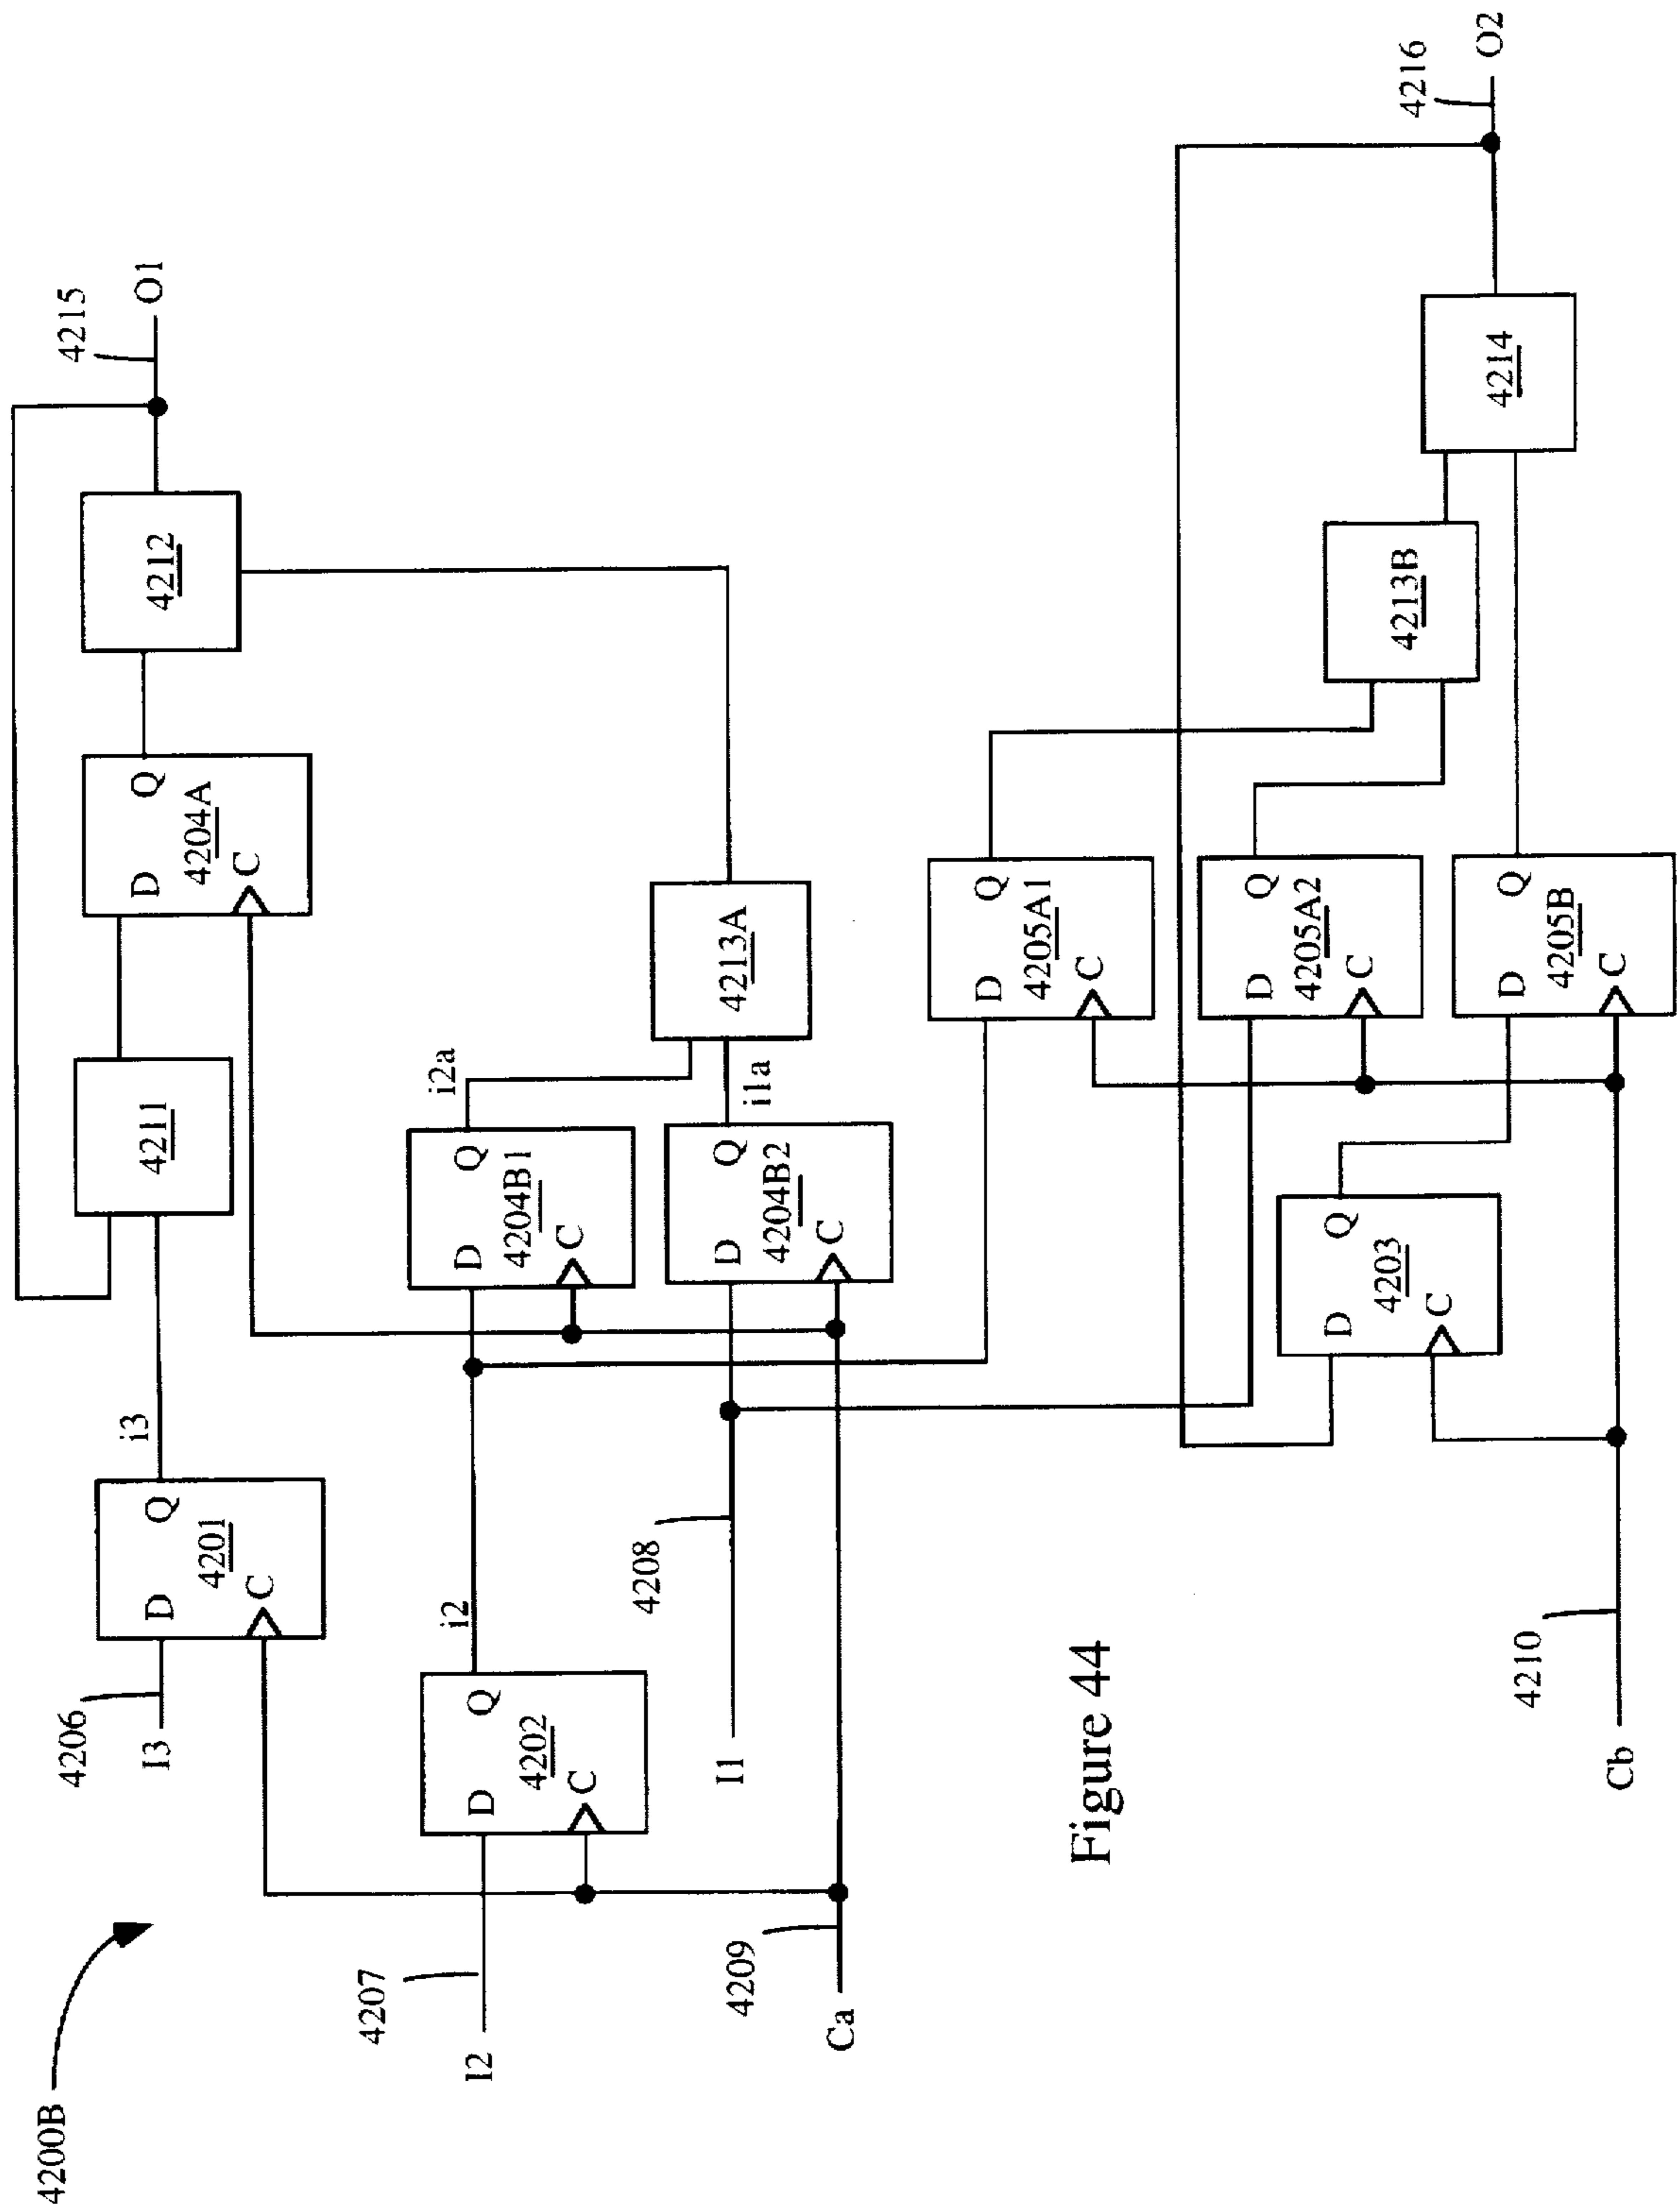 4200B
4206
I3
D
Q
4201
C
i3
4211
D
Q
4204A
C
4212
4215
O1
4207
I2
D
Q
4202
C
i2
D
Q
4204B1
C
i2a
4208
I1
D
Q
4204B2
C
i1a
4213A
4209
Ca
D
Q
4205A1
C
D
Q
4203
C
D
Q
4205A2
C
4213B
D
Q
4205B
C
4214
4216
O2
4210
Cb
Figure 44